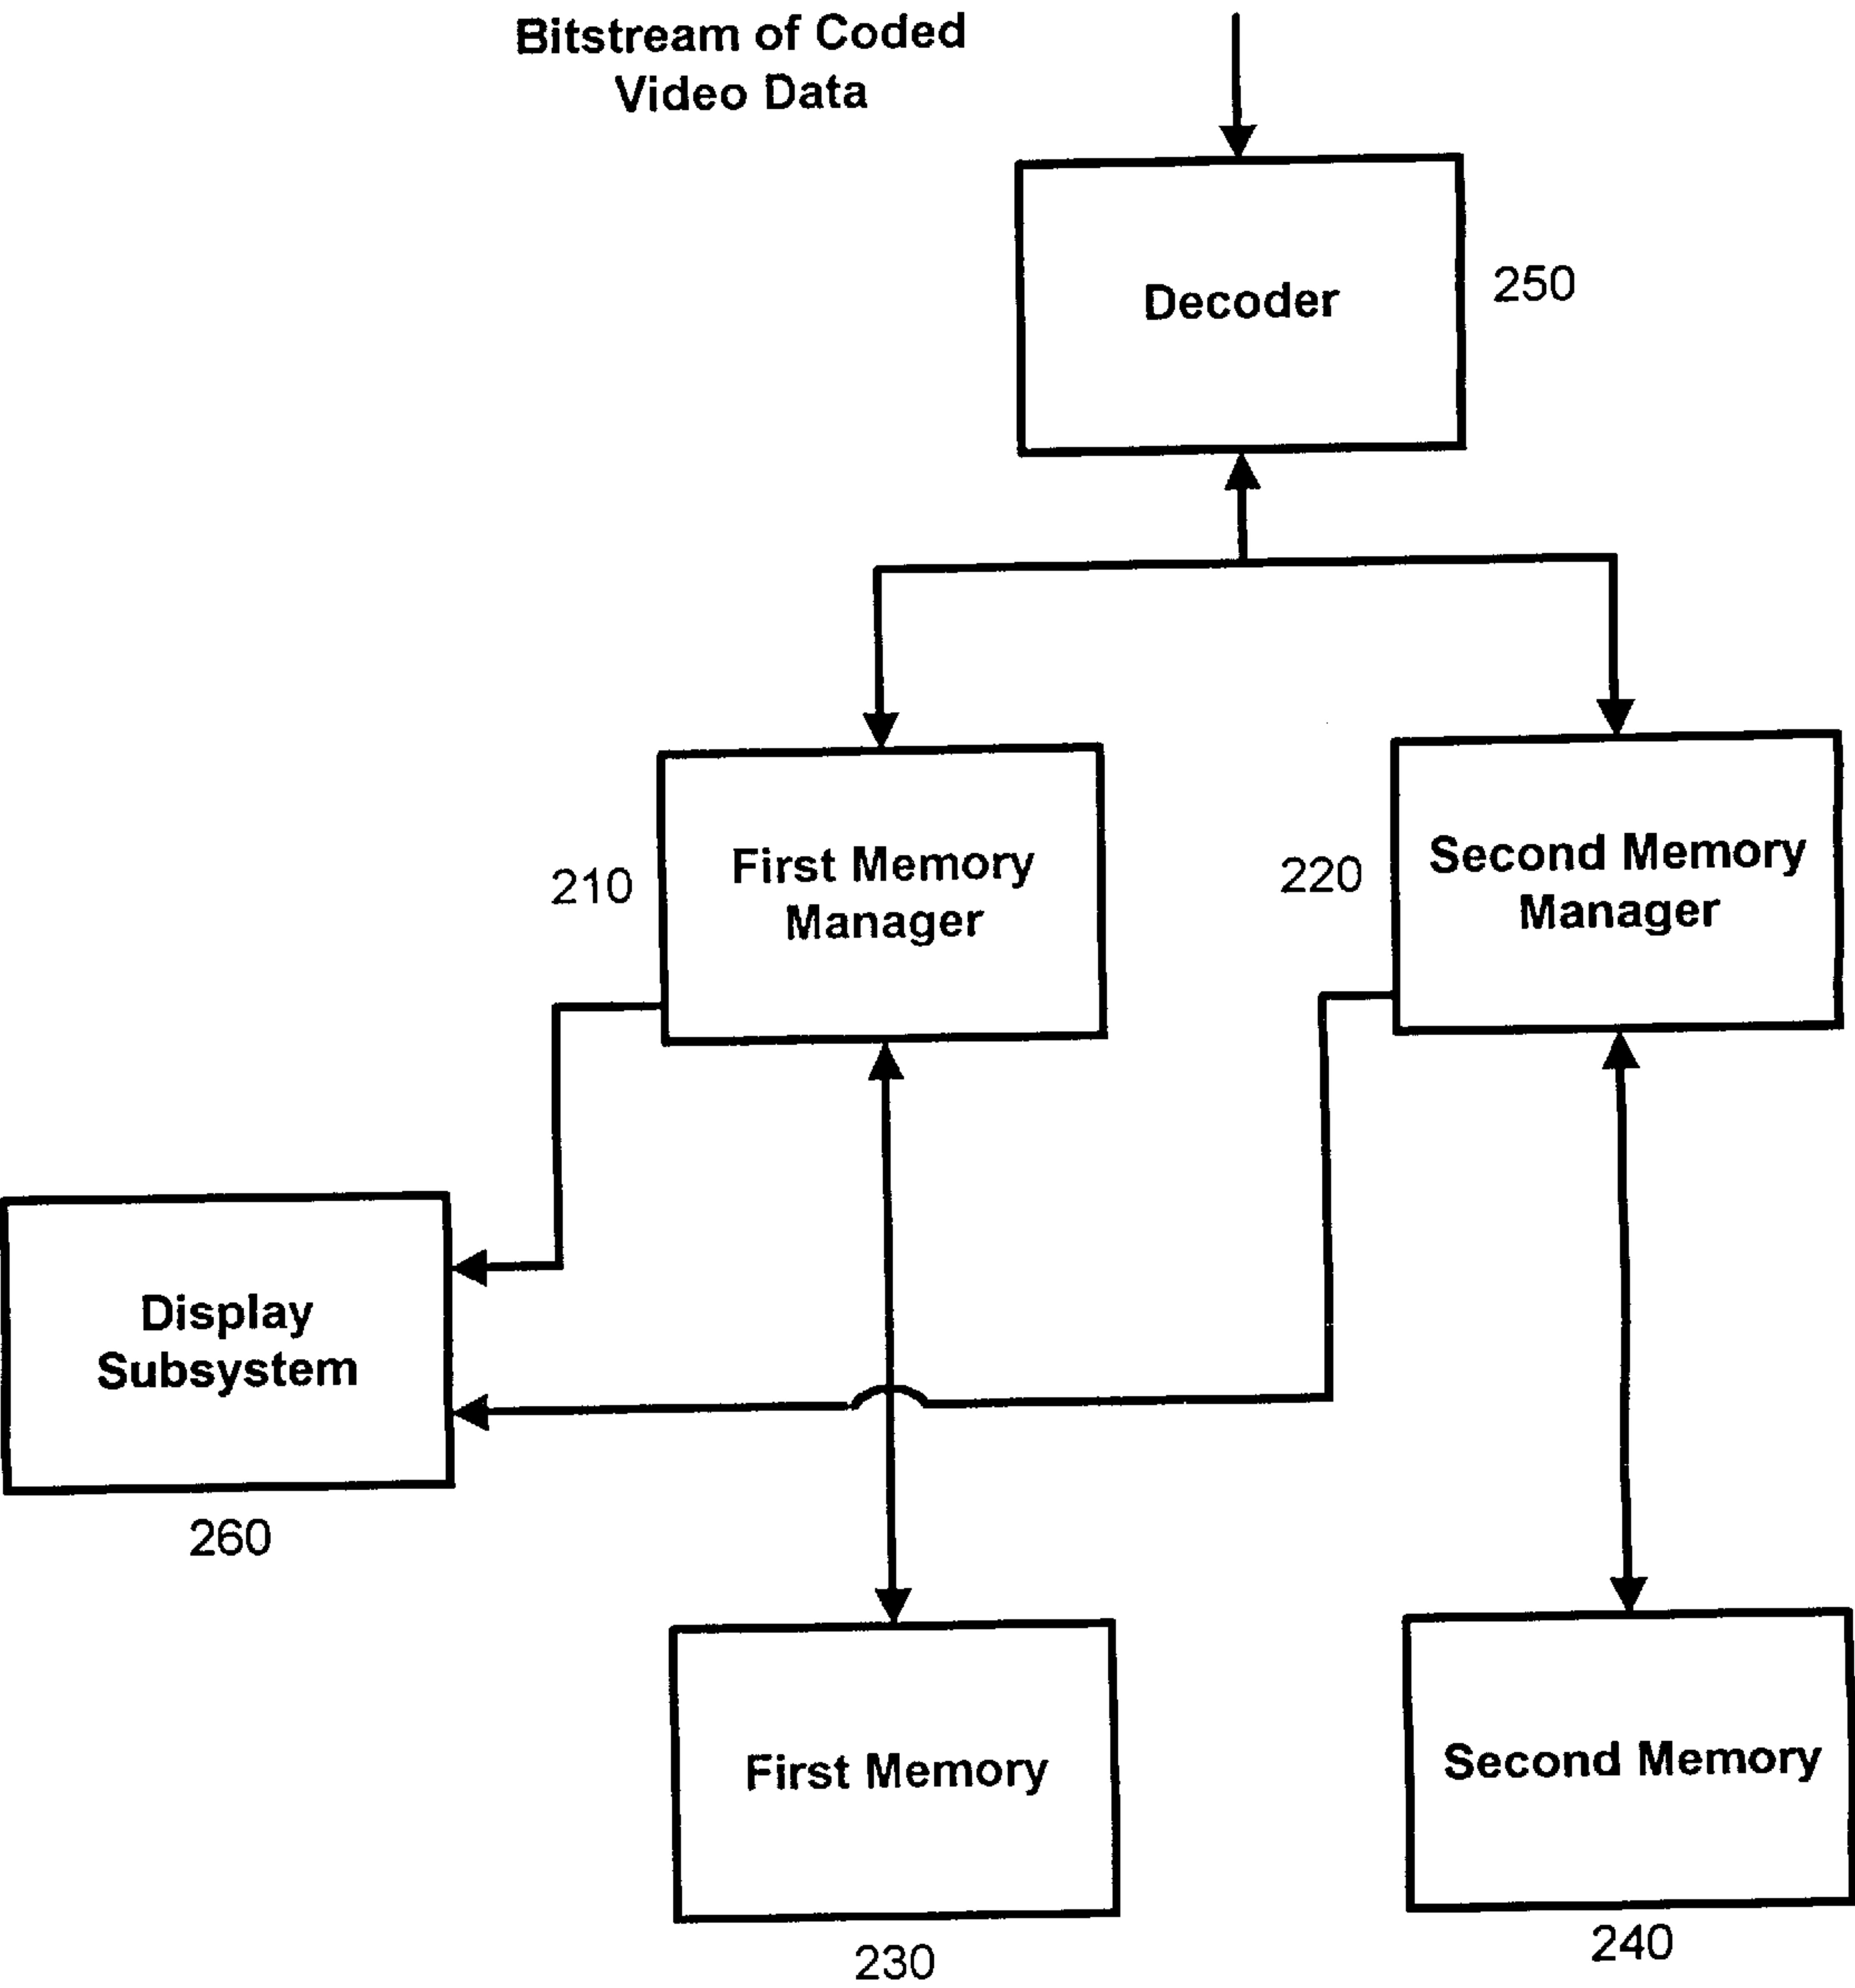 Bitstream of Coded
Video Data
Decoder
250
First Memory
Manager
210
Second Memory
Manager
220
Display
Subsystem
260
First Memory
230
Second Memory
240